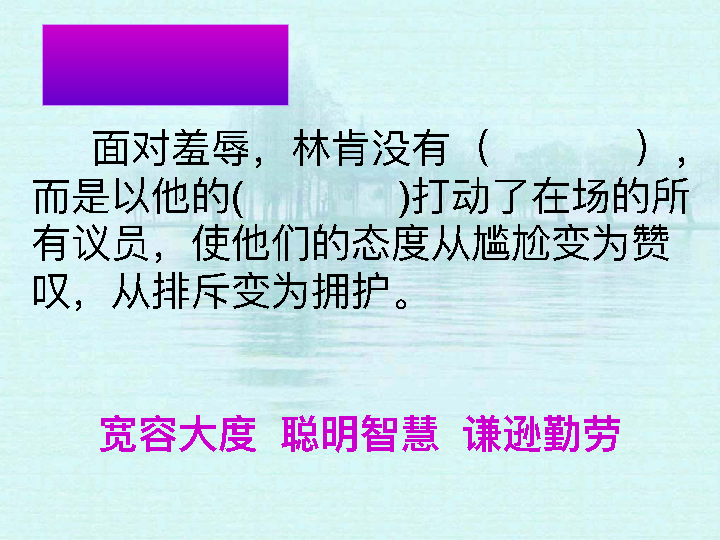 面对羞辱，林肯没有（            ），
而是以他的(            )打动了在场的所
有议员，使他们的态度从尴尬变为赞
叹，从排斥变为拥护。
宽容大度  聪明智慧  谦逊勤劳